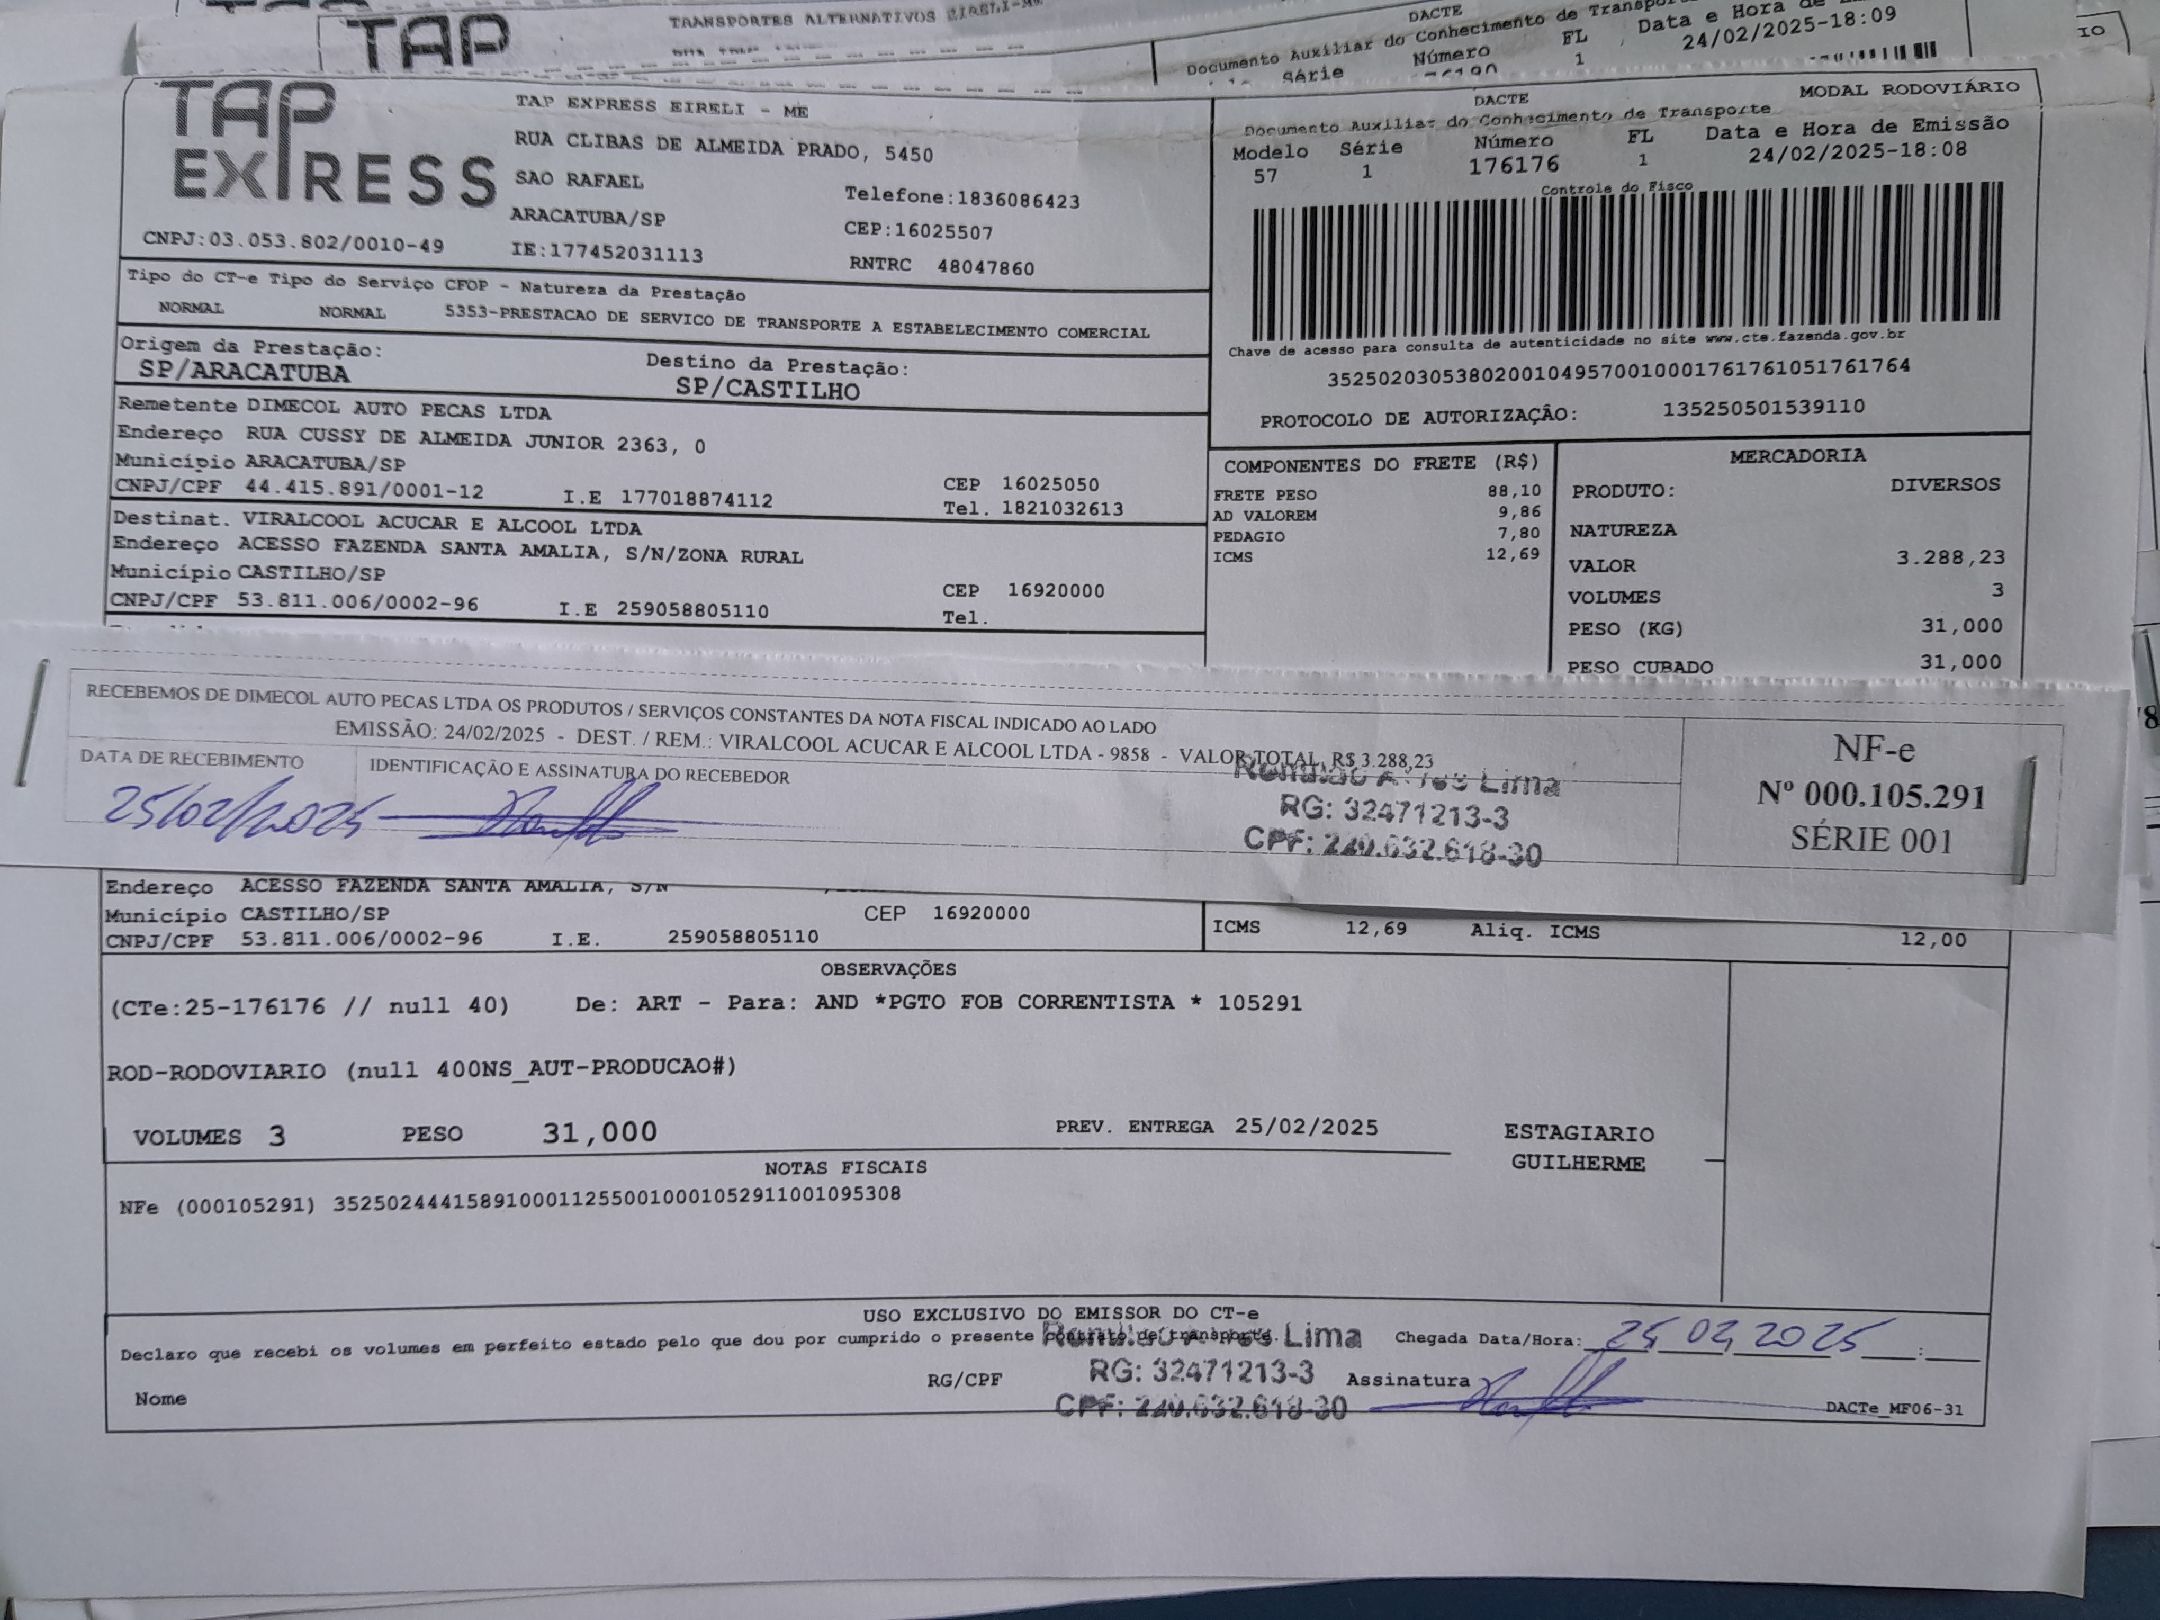 TAP
TRANSPORTES ALTERNATIVOS EIRELI-ME
DACTE
Documento Auxiliar do Conhecimento de Transporte
Data e Hora de
24/02/2025-18:09
Série
Número
FL
1
IO
TAP EXPRESS
TAP EXPRESS EIRELI - ME
RUA CLIBAS DE ALMEIDA PRADO, 5450
SAO RAFAEL
Telefone:1836086423
ARACATUBA/SP
CEP:16025507
CNPJ:03.053.802/0010-49
IE:177452031113
RNTRC 48047860
DACTE
MODAL RODOVIÁRIO
Documento Auxiliar do Conhecimento de Transporte
Modelo Série Número FL Data e Hora de Emissão
57 1 176176 1 24/02/2025-18:08
Controle do Fisco
Chave de acesso para consulta de autenticidade no site www.cte.fazenda.gov.br
35250203053802001049570010001761761051761764
PROTOCOLO DE AUTORIZAÇÃO: 135250501539110
Tipo do CT-e Tipo do Serviço CFOP - Natureza da Prestação
NORMAL NORMAL 5353-PRESTACAO DE SERVICO DE TRANSPORTE A ESTABELECIMENTO COMERCIAL
Origem da Prestação: Destino da Prestação:
SP/ARACATUBA SP/CASTILHO
Remetente DIMECOL AUTO PECAS LTDA
Endereço RUA CUSSY DE ALMEIDA JUNIOR 2363, 0
Município ARACATUBA/SP CEP 16025050
CNPJ/CPF 44.415.891/0001-12 I.E 177018874112 Tel. 1821032613
Destinat. VIRALCOOL ACUCAR E ALCOOL LTDA
Endereço ACESSO FAZENDA SANTA AMALIA, S/N/ZONA RURAL
Município CASTILHO/SP CEP 16920000
CNPJ/CPF 53.811.006/0002-96 I.E 259058805110 Tel.
COMPONENTES DO FRETE (R$)
FRETE PESO 88,10
AD VALOREM 9,86
PEDAGIO 7,80
ICMS 12,69
MERCADORIA
PRODUTO: DIVERSOS
NATUREZA
VALOR 3.288,23
VOLUMES 3
PESO (KG) 31,000
PESO CUBADO 31,000
RECEBEMOS DE DIMECOL AUTO PECAS LTDA OS PRODUTOS / SERVIÇOS CONSTANTES DA NOTA FISCAL INDICADO AO LADO
EMISSÃO: 24/02/2025 - DEST. / REM.: VIRALCOOL ACUCAR E ALCOOL LTDA - 9858 - VALOR TOTAL R$ 3.288,23
DATA DE RECEBIMENTO
IDENTIFICAÇÃO E ASSINATURA DO RECEBEDOR
25/02/2025
Lima
RG: 32471213-3
CPF: 220.632.618-30
NF-e
Nº 000.105.291
SÉRIE 001
Endereço ACESSO FAZENDA SANTA AMALIA, S/N
Município CASTILHO/SP CEP 16920000
CNPJ/CPF 53.811.006/0002-96 I.E. 259058805110
ICMS 12,69 Aliq. ICMS 12,00
OBSERVAÇÕES
(CTe:25-176176 // null 40) De: ART - Para: AND *PGTO FOB CORRENTISTA * 105291
ROD-RODOVIARIO (null 400NS_AUT-PRODUCAO#)
VOLUMES 3 PESO 31,000 PREV. ENTREGA 25/02/2025
ESTAGIARIO
GUILHERME
NOTAS FISCAIS
NFe (000105291) 35250244415891000112550010001052911001095308
USO EXCLUSIVO DO EMISSOR DO CT-e
Declaro que recebi os volumes em perfeito estado pelo que dou por cumprido o presente contrato de transporte.
Lima
Chegada Data/Hora: 25 02 2025 :
Nome
RG/CPF
RG: 32471213-3
CPF: 220.632.618-30
Assinatura
DACTe_MF06-31